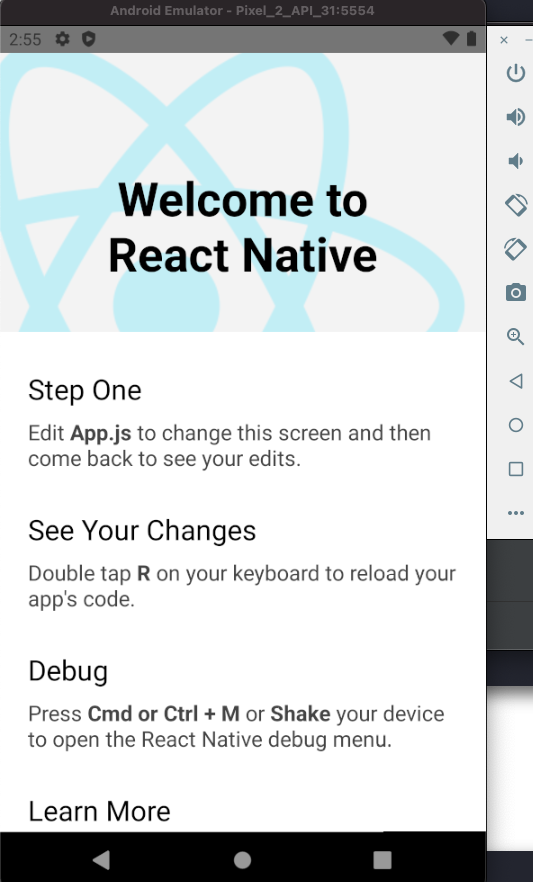 Android Emulator - Pixel_2_API_31:5554
2:55
Welcome to
React Native
Step One
Edit App.js to change this screen and then
come back to see your edits.
See Your Changes
Double tap R on your keyboard to reload your
app's code.
Debug
Press Cmd or Ctrl + M or Shake your device
to open the React Native debug menu.
Learn More